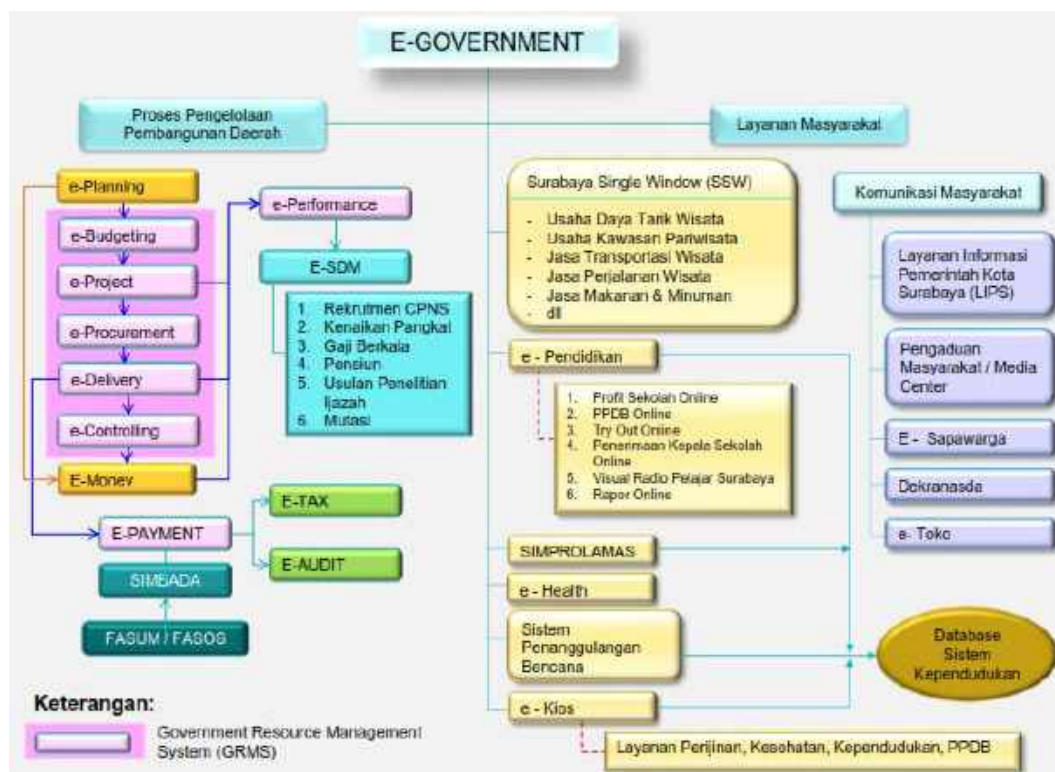 E-GOVERNMENT
Proses Pengelolaan
Pembangunan Daerah
Layanan Masyarakat
e-Planning
e-Budgeting
e-Project
e-Procurement
e-Delivery
e-Controlling
E-Monev
e-Performance
E-SDM
1. Rekrutmen CPNS
2. Kenaikan Pangkat
3. Gaji Berkala
4. Pensiun
5. Usulan Penelitian
Ijazah
6. Mutasi
E-PAYMENT
E-TAX
E-AUDIT
SIMBADA
FASUM / FASOS
Surabaya Single Window (SSW)
- Usaha Daya Tarik Wisata
- Usaha Kawasan Pariwisata
- Jasa Transportasi Wisata
- Jasa Perjalanan Wisata
- Jasa Makanan & Minuman
- dll
e - Pendidikan
1. Profil Sekolah Online
2. PPDB Online
3. Try Out Online
4. Penerimaan Kepala Sekolah
Online
5. Visual Radio Pelajar Surabaya
6. Rapor Online
SIMPROLAMAS
e - Health
Sistem
Penanggulangan
Bencana
e - Kios
Layanan Perijinan, Kesehatan, Kependudukan, PPDB
Komunikasi Masyarakat
Layanan Informasi
Pemerintah Kota
Surabaya (LIPS)
Pengaduan
Masyarakat / Media
Center
E - Sapawarga
Dekranasda
e- Toko
Database
Sistem
Kependudukan
Keterangan:
Government Resource Management
System (GRMS)